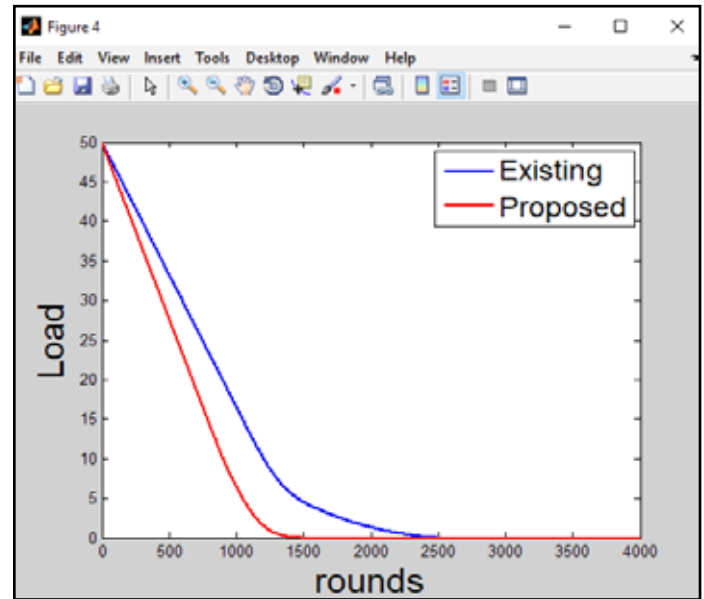 Figure 4
File Edit View Insert Tools Desktop Window Help
Existing
Proposed
Load
50
45
40
35
30
25
20
15
10
5
0
0 500 1000 1500 2000 2500 3000 3500 4000
rounds